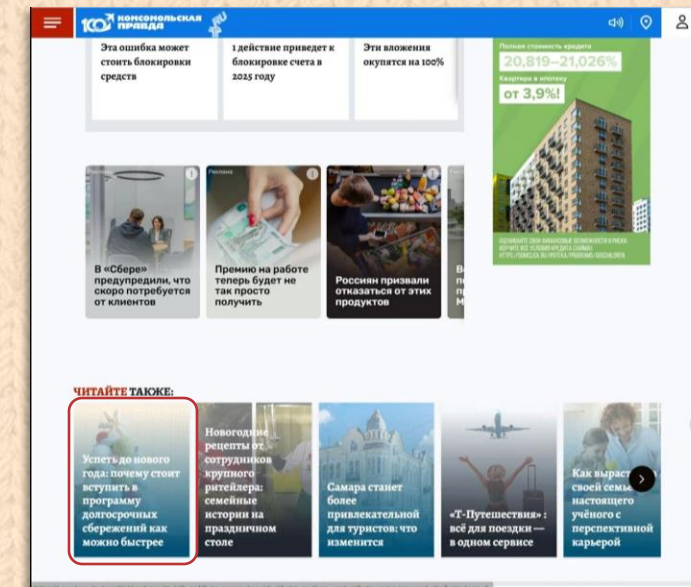 100 КОМСОМОЛЬСКАЯ
ПРАВДА
RU
Эта ошибка может
стоить блокировки
средств
1 действие приведет к
блокировке счета в
2025 году
Эти вложения
окупятся на 100%
Полная стоимость кредита
20,819–21,026%
Квартира в ипотеку
от 3,9%!
Реклама
В «Сбере»
предупредили, что
скоро потребуется
от клиентов
Реклама
Премию на работе
теперь будет не
так просто
получить
Реклама
Россиян призвали
отказаться от этих
продуктов
ЧИТАЙТЕ ТАКЖЕ:
Успеть до нового
года: почему стоит
вступить в
программу
долгосрочных
сбережений как
можно быстрее
Новогодние
рецепты от
сотрудников
крупного
ритейлера:
семейные
истории на
праздничном
столе
Самара станет
более
привлекательной
для туристов: что
изменится
«Т-Путешествия» :
всё для поездки —
в одном сервисе
Как вырастить
своей семье
настоящего
учёного с
перспективной
карьерой